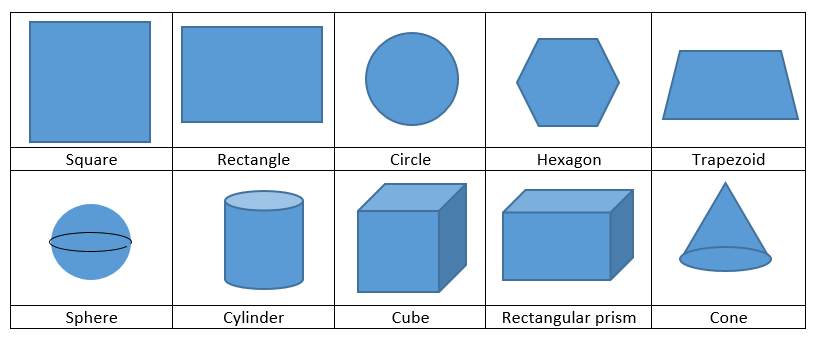 Square
Rectangle
Circle
Hexagon
Trapezoid
Sphere
Cylinder
Cube
Rectangular prism
Cone